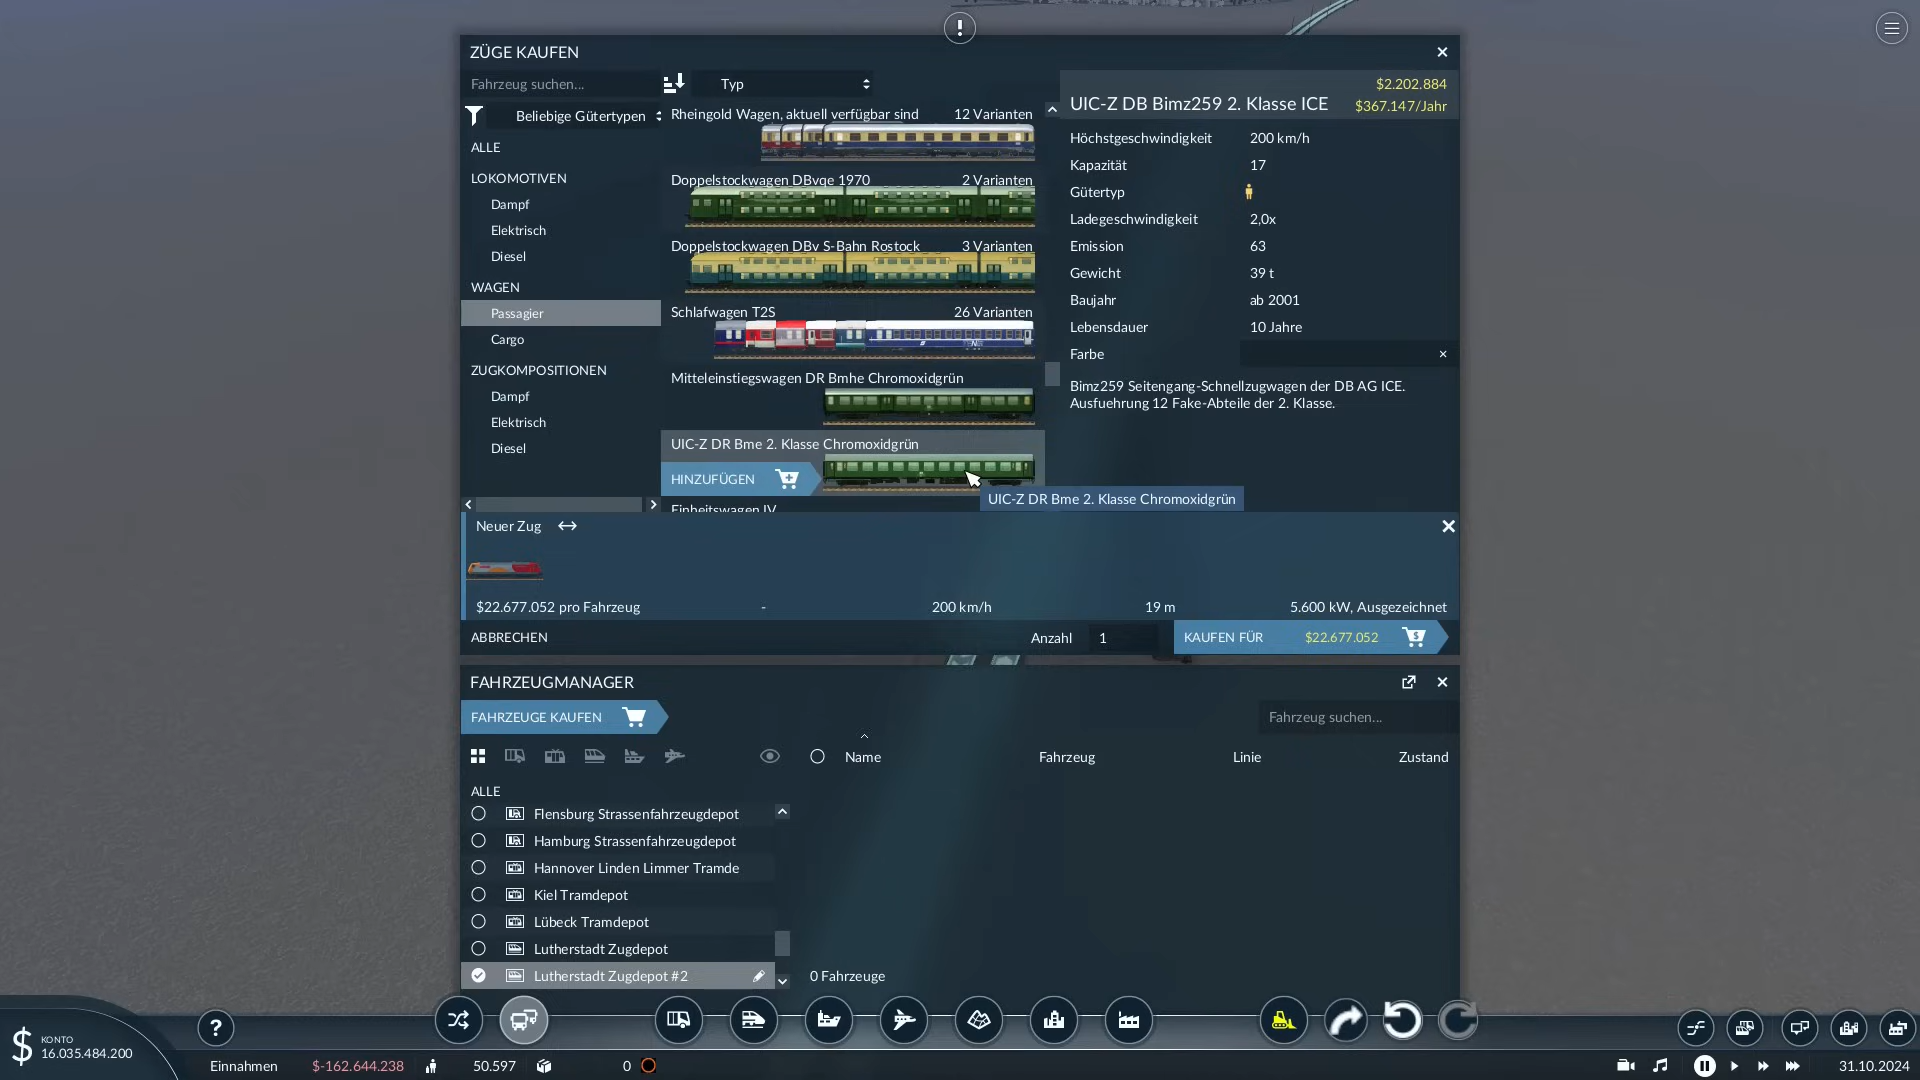 ZÜGE KAUFEN
Fahrzeug suchen...
Typ
Beliebige Gütertypen
ALLE
LOKOMOTIVEN
Dampf
Elektrisch
Diesel
WAGEN
Passagier
Cargo
ZUGKOMPOSITIONEN
Dampf
Elektrisch
Diesel
Rheingold Wagen, aktuell verfügbar sind 12 Varianten
Doppelstockwagen DBvqe 1970 2 Varianten
Doppelstockwagen DBv S-Bahn Rostock 3 Varianten
Schlafwagen T2S 26 Varianten
Mitteleinstiegswagen DR Bmhe Chromoxidgrün
UIC-Z DR Bme 2. Klasse Chromoxidgrün
HINZUFÜGEN
UIC-Z DR Bme 2. Klasse Chromoxidgrün
Einheitswagen IV
$2.202.884
UIC-Z DB Bimz259 2. Klasse ICE $367.147/Jahr
Höchstgeschwindigkeit 200 km/h
Kapazität 17
Gütertyp
Ladegeschwindigkeit 2,0x
Emission 63
Gewicht 39 t
Baujahr ab 2001
Lebensdauer 10 Jahre
Farbe
Bimz259 Seitengang-Schnellzugwagen der DB AG ICE.
Ausfuehrung 12 Fake-Abteile der 2. Klasse.
Neuer Zug
$22.677.052 pro Fahrzeug - 200 km/h 19 m 5.600 kW, Ausgezeichnet
ABBRECHEN Anzahl 1 KAUFEN FÜR $22.677.052
FAHRZEUGMANAGER
FAHRZEUGE KAUFEN
Fahrzeug suchen...
Name Fahrzeug Linie Zustand
ALLE
Flensburg Strassenfahrzeugdepot
Hamburg Strassenfahrzeugdepot
Hannover Linden Limmer Tramde
Kiel Tramdepot
Lübeck Tramdepot
Lutherstadt Zugdepot
Lutherstadt Zugdepot #2 0 Fahrzeuge
KONTO
16.035.484.200
Einnahmen $-162.644.238 50.597 0 31.10.2024